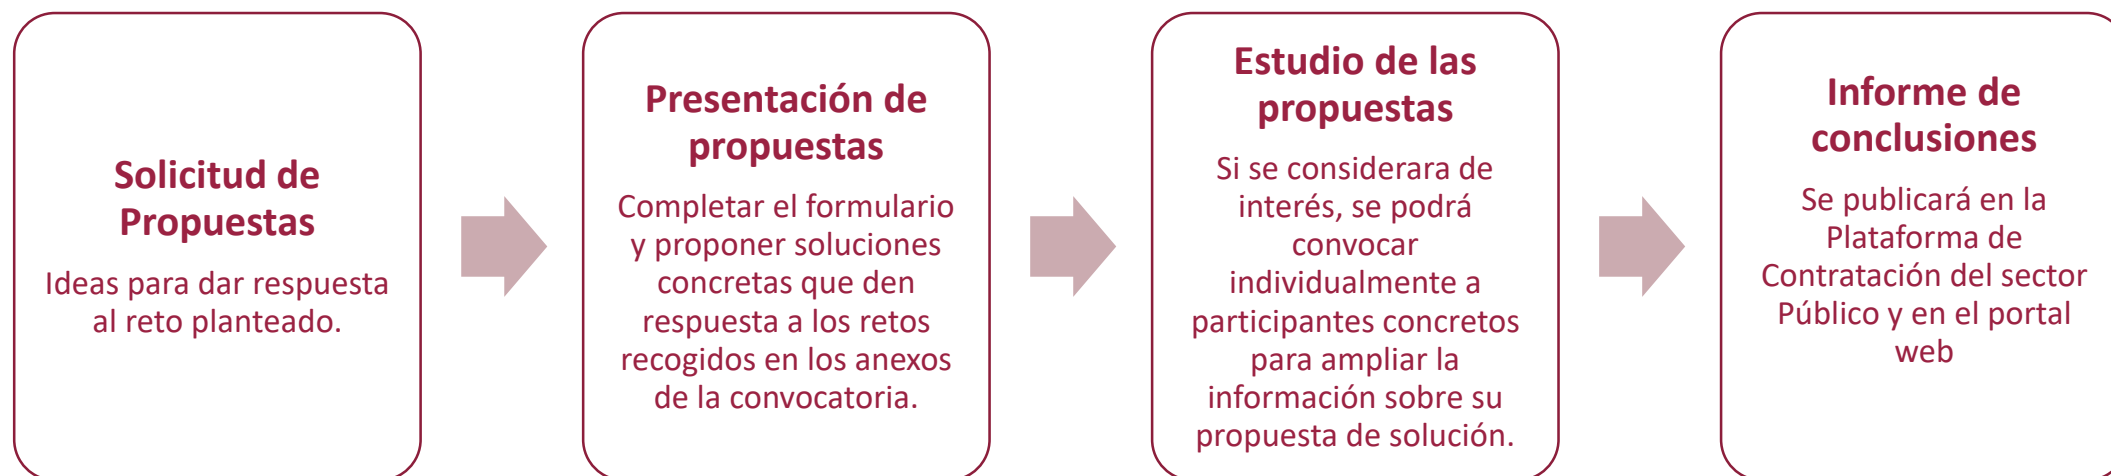 Solicitud de
Propuestas
Ideas para dar respuesta
al reto planteado.
Presentación de
propuestas
Completar el formulario
y proponer soluciones
concretas que den
respuesta a los retos
recogidos en los anexos
de la convocatoria.
Estudio de las
propuestas
Si se considerara de
interés, se podrá
convocar
individualmente a
participantes concretos
para ampliar la
información sobre su
propuesta de solución.
Informe de
conclusiones
Se publicará en la
Plataforma de
Contratación del sector
Público y en el portal
web